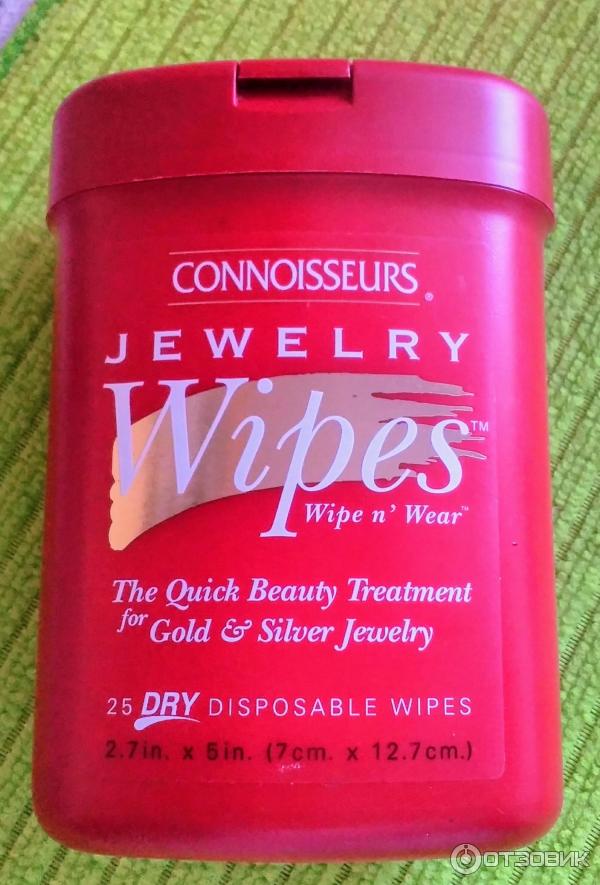 CONNOISSEURS®
JEWELRY
Wipes™
Wipe n' Wear™
The Quick Beauty Treatment
for Gold & Silver Jewelry
25 DRY DISPOSABLE WIPES
2.7in. x 5in. (7cm. x 12.7cm.)
ОТЗОВИК